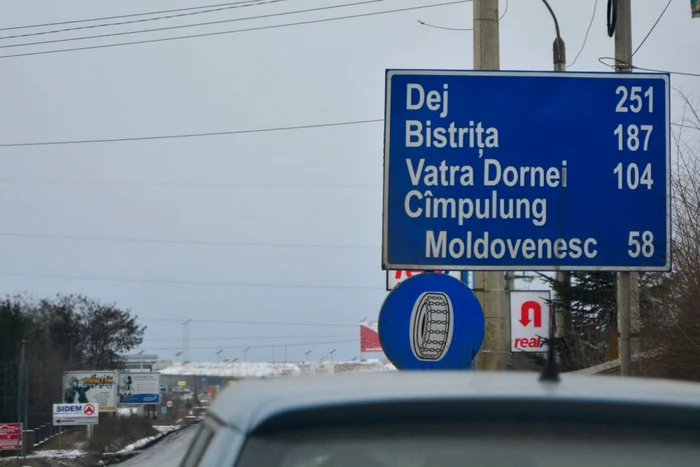 Dej 251
Bistrița 187
Vatra Dornei 104
Cîmpulung
Moldovenesc 58
real
SIDEM